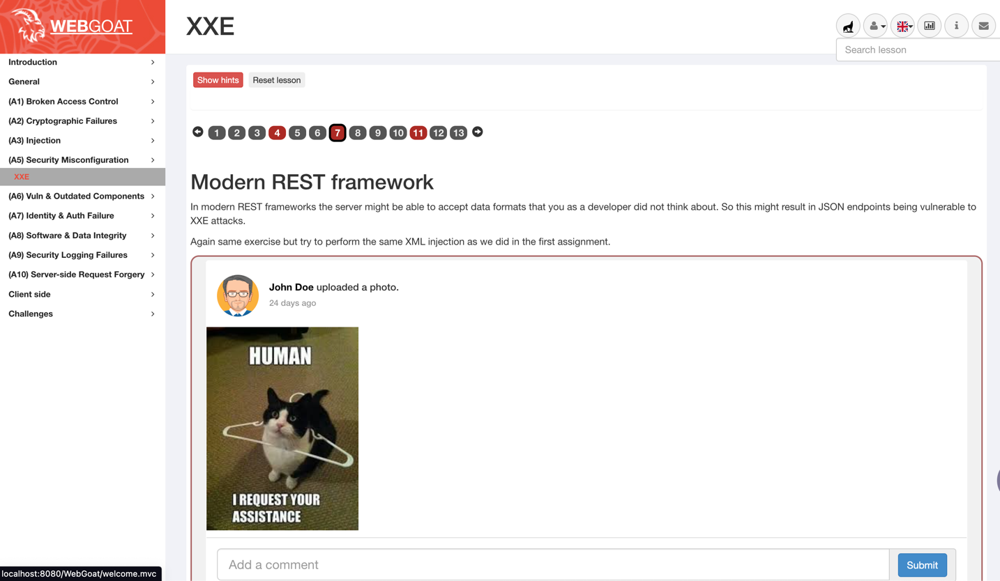 WEBGOAT
XXE
Search lesson
Introduction
General
(A1) Broken Access Control
(A2) Cryptographic Failures
(A3) Injection
(A5) Security Misconfiguration
XXE
(A6) Vuln & Outdated Components
(A7) Identity & Auth Failure
(A8) Software & Data Integrity
(A9) Security Logging Failures
(A10) Server-side Request Forgery
Client side
Challenges
Show hints Reset lesson
1 2 3 4 5 6 7 8 9 10 11 12 13
Modern REST framework
In modern REST frameworks the server might be able to accept data formats that you as a developer did not think about. So this might result in JSON endpoints being vulnerable to
XXE attacks.
Again same exercise but try to perform the same XML injection as we did in the first assignment.
John Doe uploaded a photo.
24 days ago
HUMAN
I REQUEST YOUR
ASSISTANCE
Add a comment Submit
localhost:8080/WebGoat/welcome.mvc